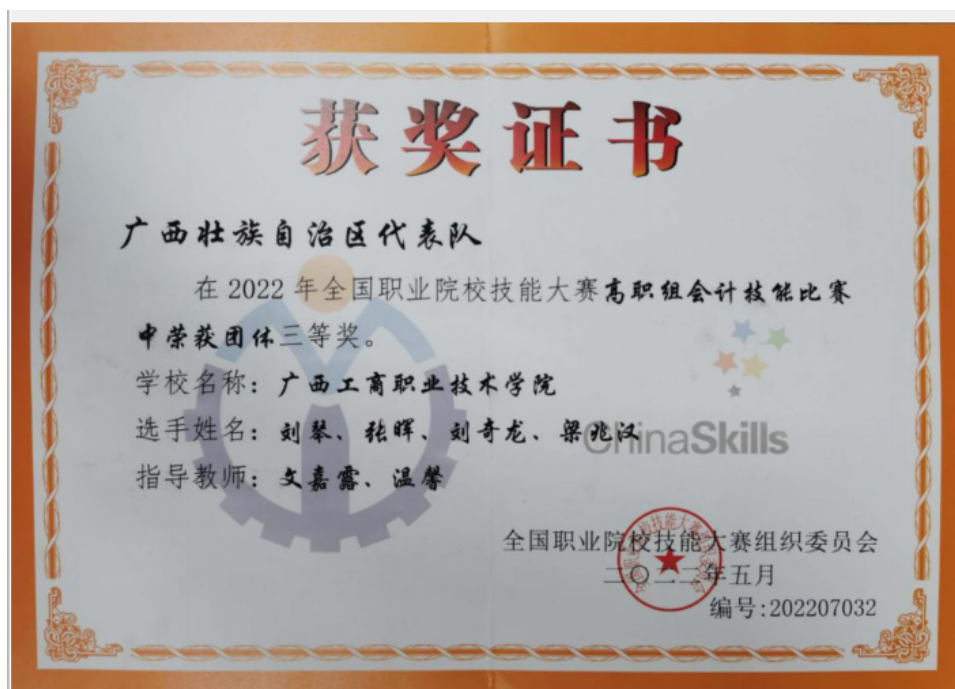 获奖证书
广西壮族自治区代表队
在2022年全国职业院校技能大赛高职组会计技能比赛
中荣获团体三等奖。
学校名称：广西工商职业技术学院
选手姓名：刘琴、张晖、刘奇龙、梁兆汉
ChinaSkills
指导教师：文嘉露、温馨
全国职业院校技能大赛组织委员会
二〇二二年五月
编号:202207032